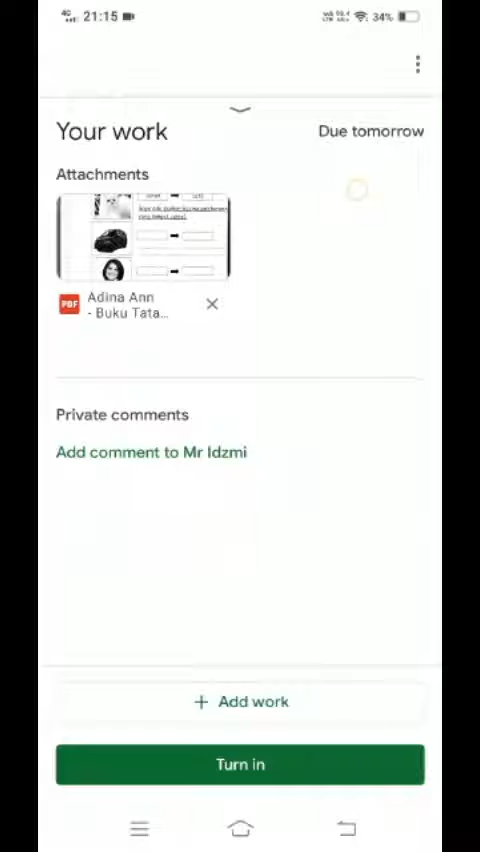 4G 21:15 34%
Your work
Due tomorrow
Attachments
PDF
Adina Ann
- Buku Tata...
Private comments
Add comment to Mr Idzmi
+ Add work
Turn in